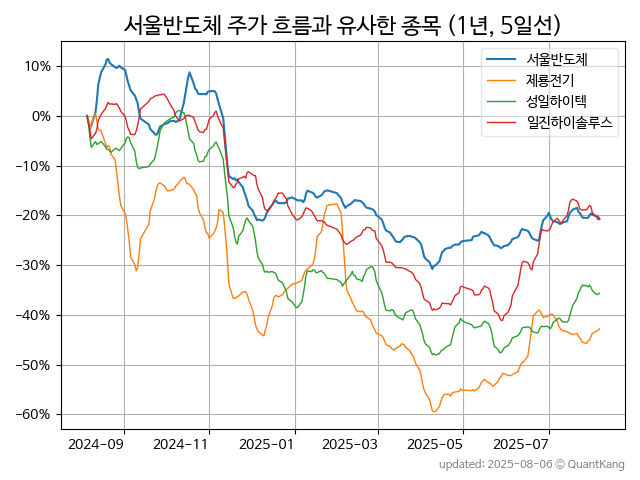 서울반도체 주가 흐름과 유사한 종목 (1년, 5일선)
서울반도체
제룡전기
성일하이텍
일진하이솔루스
10%
0%
−10%
−20%
−30%
−40%
−50%
−60%
2024−09
2024−11
2025−01
2025−03
2025−05
2025−07
updated: 2025-08-06 © QuantKang